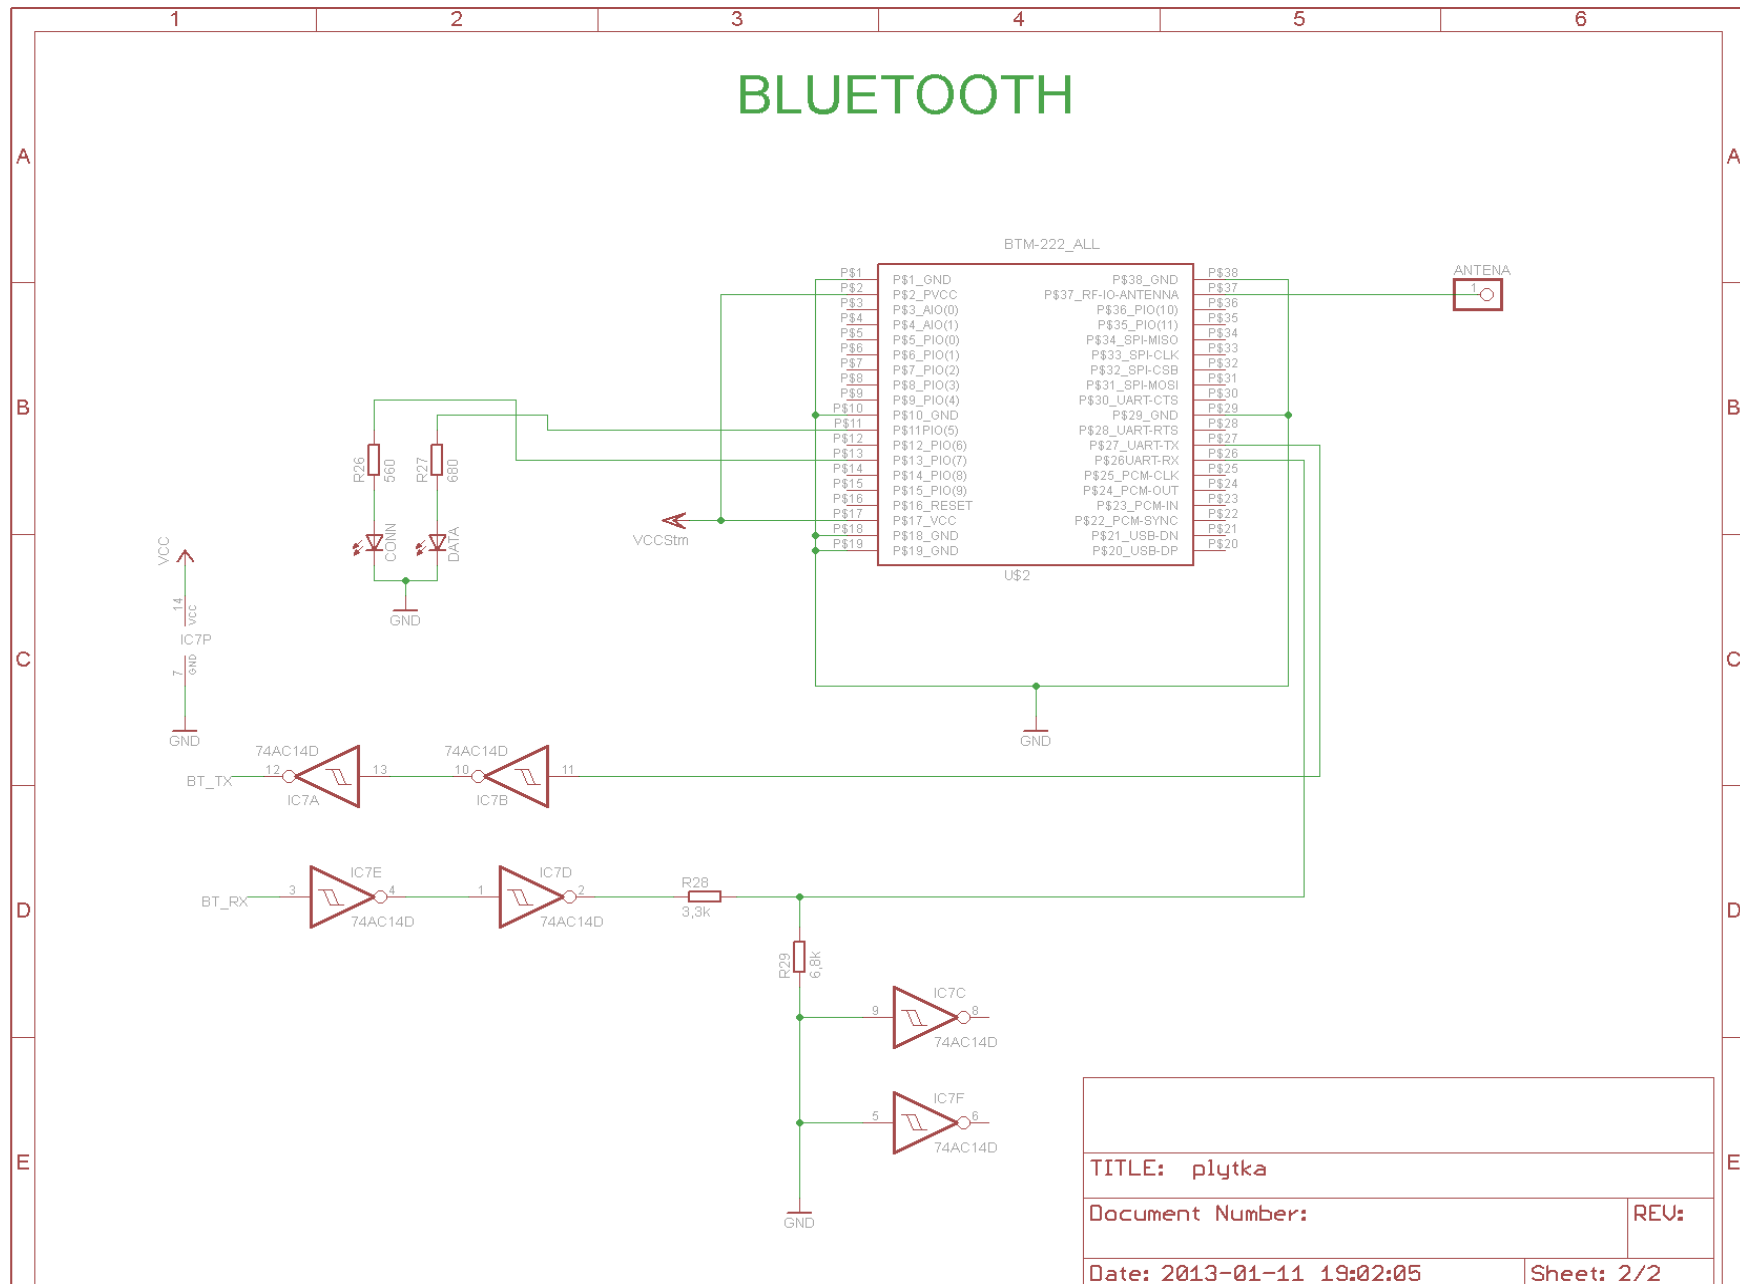 1 2 3 4 5 6
BLUETOOTH
A A
BTM-222_ALL
ANTENA
1
P$1 P$1_GND P$38_GND P$38
P$2 P$2_PVCC P$37_RF-IO-ANTENNA P$37
P$3 P$3_AIO(0) P$36_PIO(10) P$36
P$4 P$4_AIO(1) P$35_PIO(11) P$35
P$5 P$5_PIO(0) P$34_SPI-MISO P$34
P$6 P$6_PIO(1) P$33_SPI-CLK P$33
P$7 P$7_PIO(2) P$32_SPI-CSB P$32
P$8 P$8_PIO(3) P$31_SPI-MOSI P$31
P$9 P$9_PIO(4) P$30_UART-CTS P$30
B B
P$10 P$10_GND P$29_GND P$29
P$11 P$11PIO(5) P$28_UART-RTS P$28
P$12 P$12_PIO(6) P$27_UART-TX P$27
P$13 P$13_PIO(7) P$26UART-RX P$26
P$14 P$14_PIO(8) P$25_PCM-CLK P$25
P$15 P$15_PIO(9) P$24_PCM-OUT P$24
P$16 P$16_RESET P$23_PCM-IN P$23
P$17 P$17_VCC P$22_PCM-SYNC P$22
P$18 P$18_GND P$21_USB-DN P$21
P$19 P$19_GND P$20_USB-DP P$20
U$2
R26 560 R27 680
CONN DATA
VCCStm
GND
VCC
14 VCC
IC7P
7 GND
GND
C C
GND
74AC14D 74AC14D
BT_TX 12 13 10 11
IC7A IC7B
IC7E IC7D
BT_RX 3 4 1 2
74AC14D 74AC14D
R28
3,3k
D D
R29 6,8k
IC7C
9 8
74AC14D
IC7F
5 6
74AC14D
GND
E E
TITLE: plytka
Document Number: REV:
Date: 2013-01-11 19:02:05 Sheet: 2/2